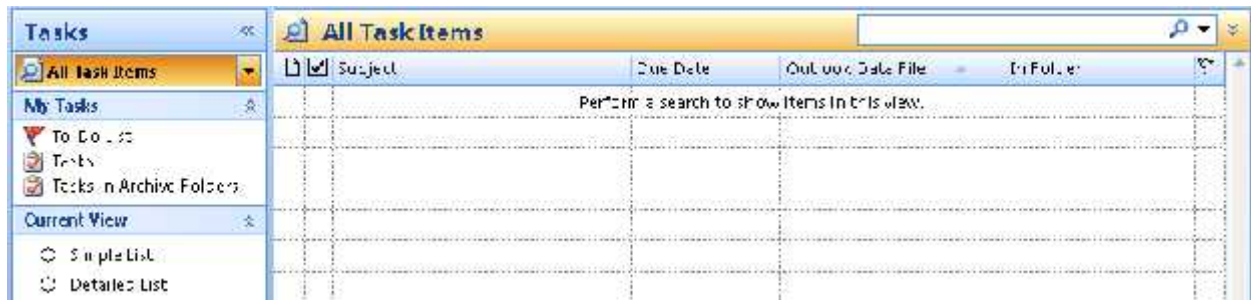 Tasks
All Task Items
My Tasks
To-Do List
Tasks
Tasks in Archive Folders
Current View
Simple List
Detailed List
All Task Items
Subject Due Date Outlook Data File In Folder
Perform a search to show items in this view.